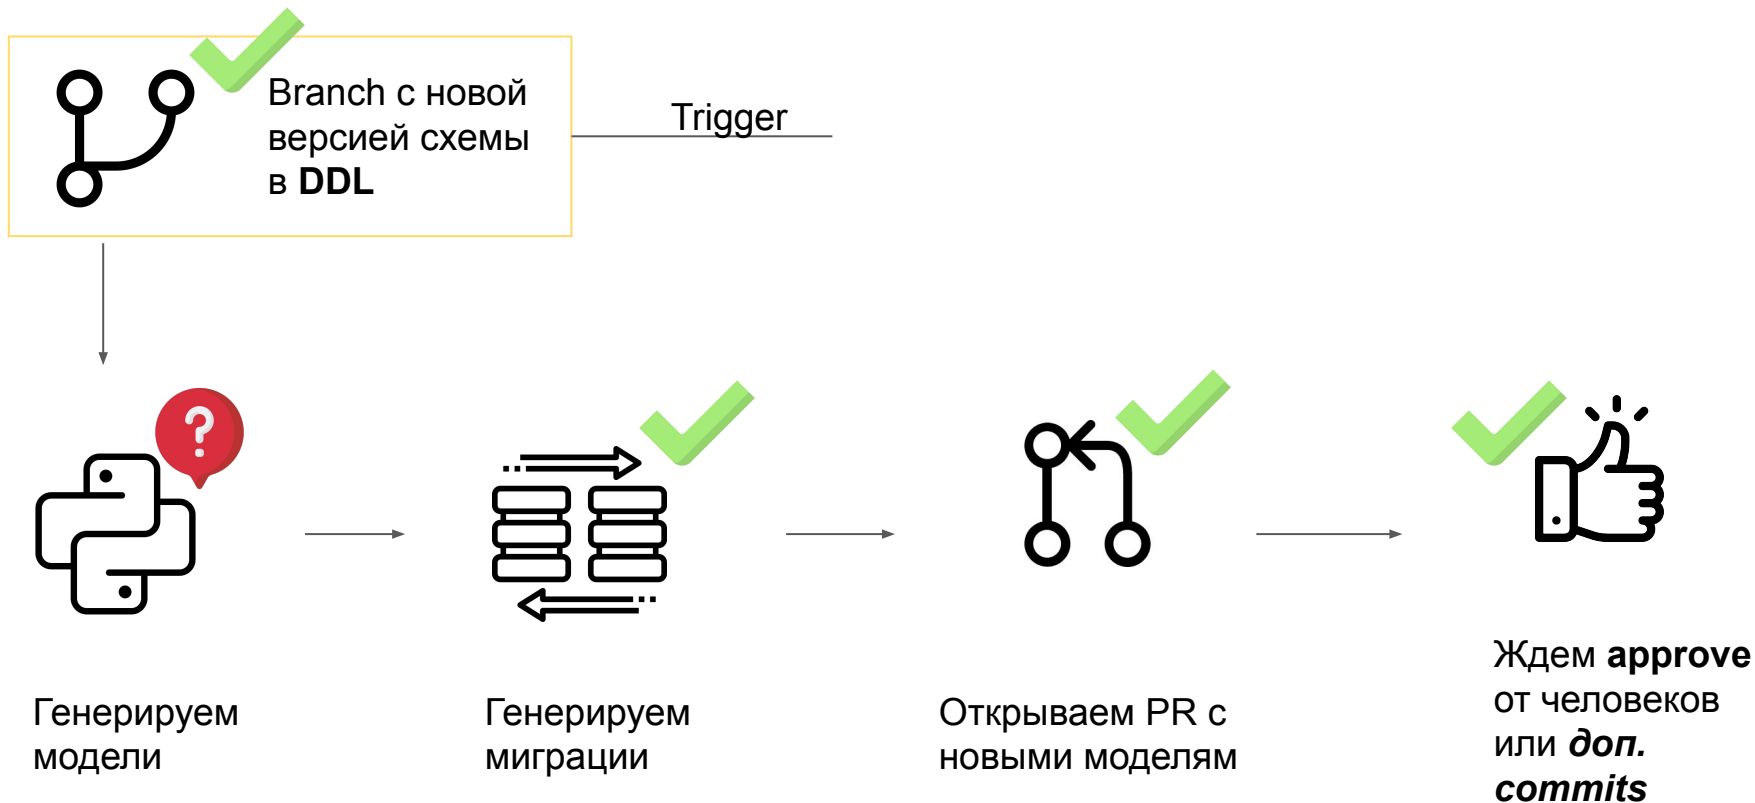 Branch с новой
версией схемы
в DDL
Trigger
?
Генерируем
модели
Генерируем
миграции
Открываем PR с
новыми моделям
Ждем approve
от человеков
или доп.
commits